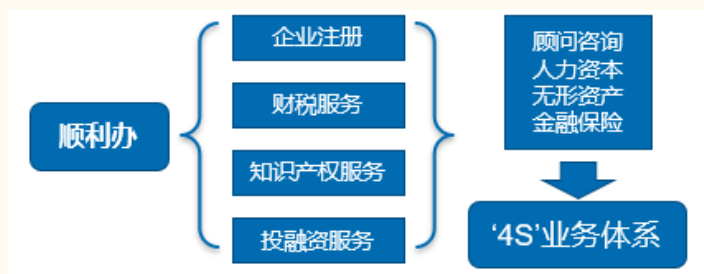 顺利办
企业注册
财税服务
知识产权服务
投融资服务
顾问咨询
人力资本
无形资产
金融保险
‘4S’业务体系